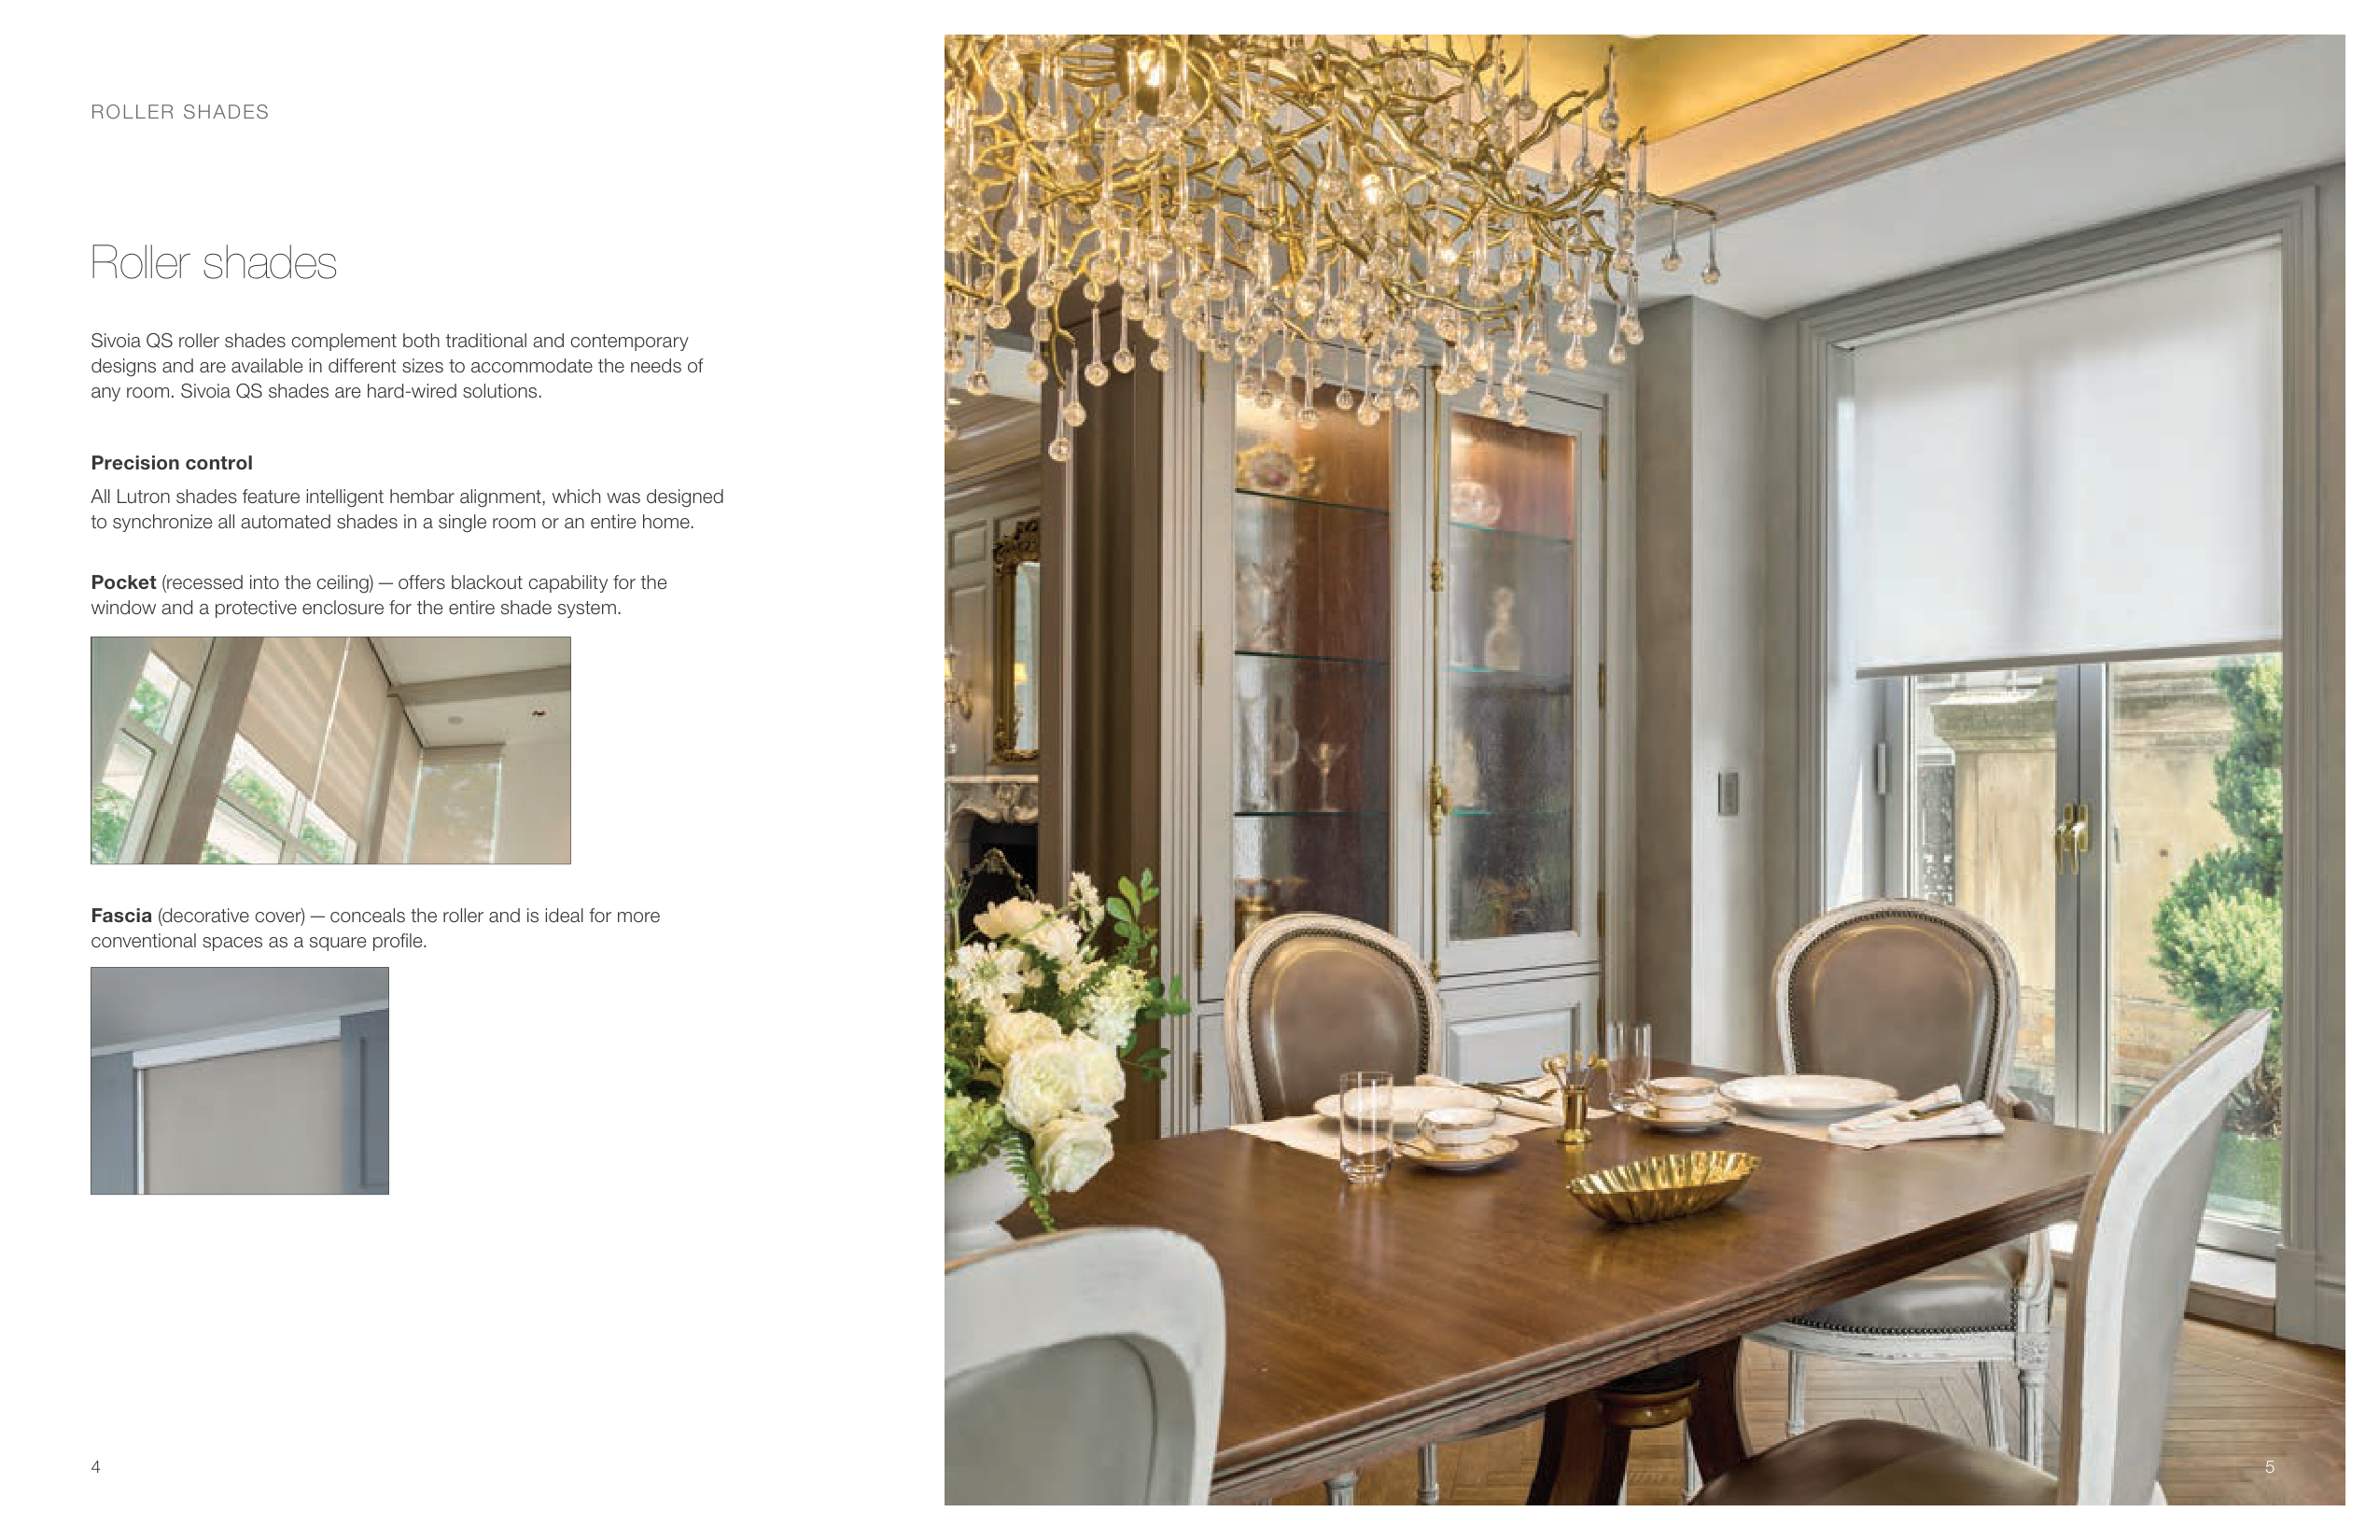 ROLLER SHADES
Roller shades
Sivoia QS roller shades complement both traditional and contemporary
designs and are available in different sizes to accommodate the needs of
any room. Sivoia QS shades are hard-wired solutions.
Precision control
All Lutron shades feature intelligent hembar alignment, which was designed
to synchronize all automated shades in a single room or an entire home.
Pocket (recessed into the ceiling) — offers blackout capability for the
window and a protective enclosure for the entire shade system.
Fascia (decorative cover) — conceals the roller and is ideal for more
conventional spaces as a square profile.
4
5